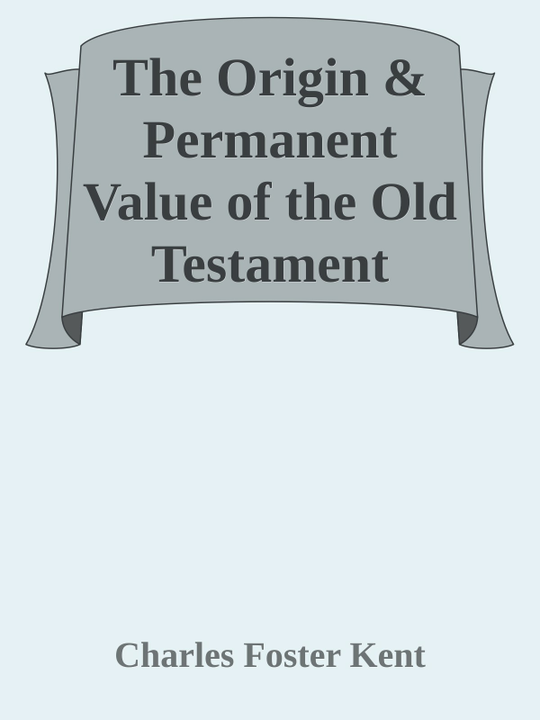 The Origin &
Permanent
Value of the Old
Testament
Charles Foster Kent